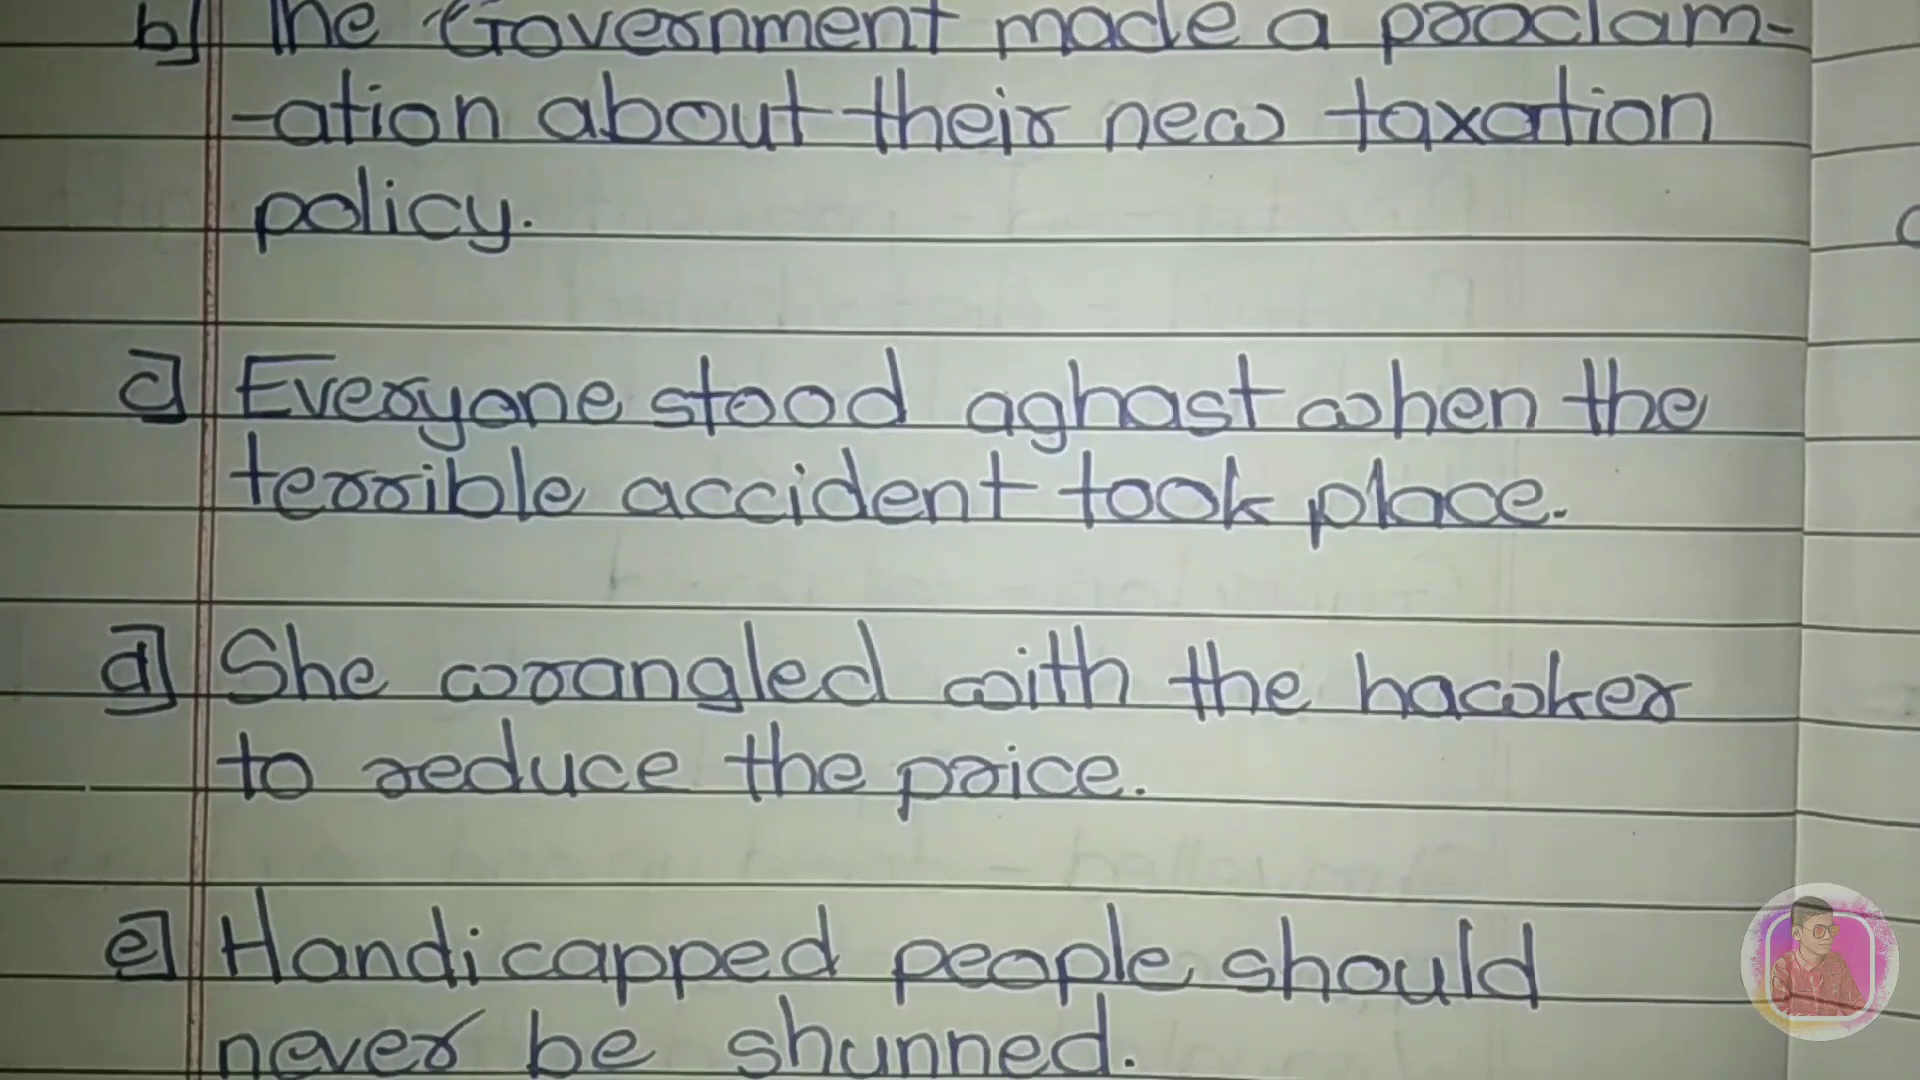 b] The Government made a proclam-
-ation about their new taxation
policy.
c] Everyone stood aghast when the
terrible accident took place.
d] She wrangled with the hawker
to reduce the price.
e] Handicapped people should
never be shunned.